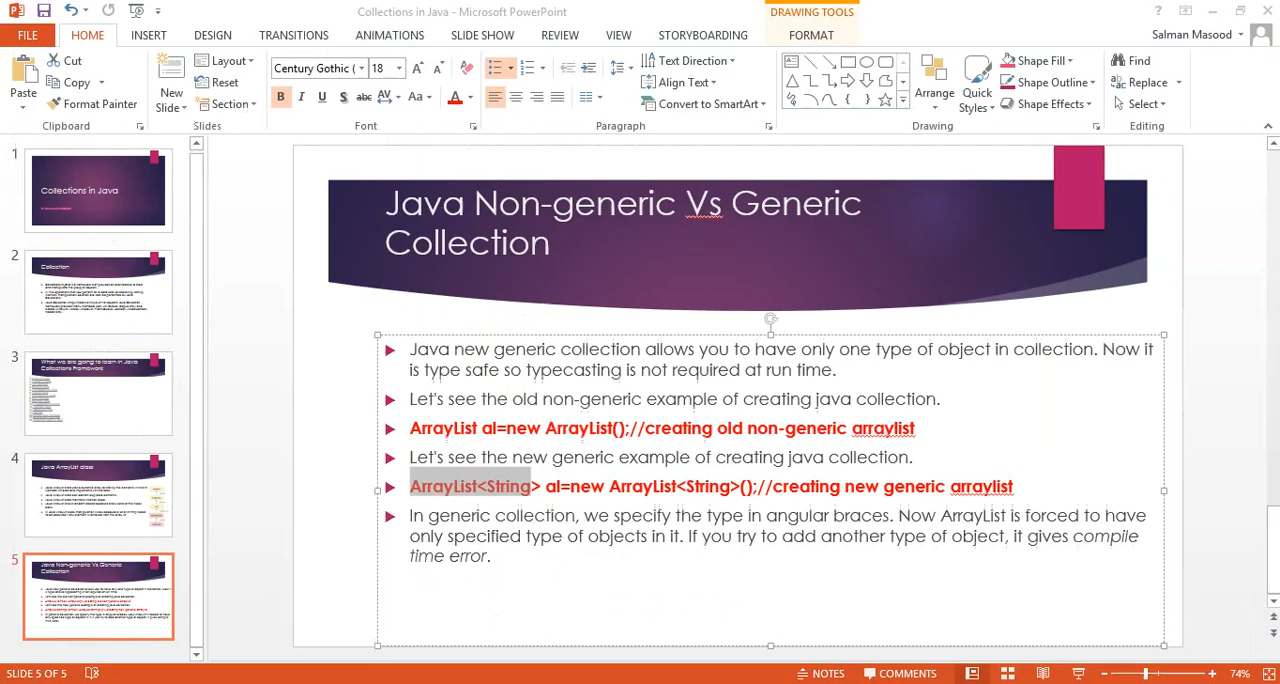 Collections in Java - Microsoft PowerPoint
DRAWING TOOLS
FILE HOME INSERT DESIGN TRANSITIONS ANIMATIONS SLIDE SHOW REVIEW VIEW STORYBOARDING FORMAT
Salman Masood
Paste
Cut
Copy
Format Painter
Clipboard
New
Slide
Layout
Reset
Section
Slides
Century Gothic ( 18
B I U S abc AV Aa A
Font
Text Direction
Align Text
Convert to SmartArt
Paragraph
Arrange
Quick
Styles
Shape Fill
Shape Outline
Shape Effects
Drawing
Find
Replace
Select
Editing
1
Collections in Java
2
Collection
3
What we are going to learn in Java
Collections Framework
4
Java ArrayList class
5
Java Non-generic Vs Generic
Collection
Java Non-generic Vs Generic
Collection
Java new generic collection allows you to have only one type of object in collection. Now it
is type safe so typecasting is not required at run time.
Let's see the old non-generic example of creating java collection.
ArrayList al=new ArrayList();//creating old non-generic arraylist
Let's see the new generic example of creating java collection.
ArrayList<String> al=new ArrayList<String>();//creating new generic arraylist
In generic collection, we specify the type in angular braces. Now ArrayList is forced to have
only specified type of objects in it. If you try to add another type of object, it gives compile
time error.
SLIDE 5 OF 5
NOTES
COMMENTS
74%